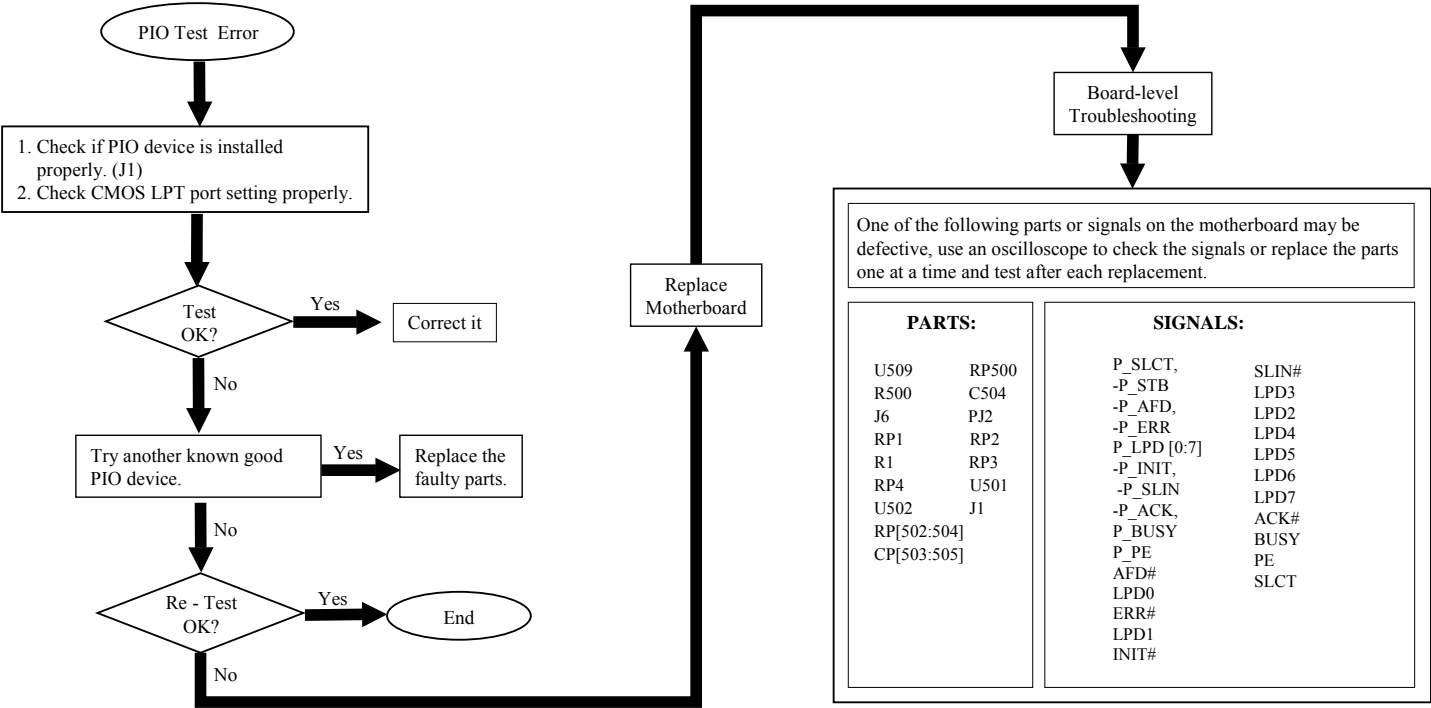 PIO Test Error
1. Check if PIO device is installed
properly. (J1)
2. Check CMOS LPT port setting properly.
Test
OK?
Yes
Correct it
No
Try another known good
PIO device.
Yes
Replace the
faulty parts.
No
Re - Test
OK?
Yes
End
No
Replace
Motherboard
Board-level
Troubleshooting
One of the following parts or signals on the motherboard may be
defective, use an oscilloscope to check the signals or replace the parts
one at a time and test after each replacement.
PARTS:
U509 RP500
R500 C504
J6 PJ2
RP1 RP2
R1 RP3
RP4 U501
U502 J1
RP[502:504]
CP[503:505]
SIGNALS:
P_SLCT,
-P_STB
-P_AFD,
-P_ERR
P_LPD [0:7]
-P_INIT,
-P_SLIN
-P_ACK,
P_BUSY
P_PE
AFD#
LPD0
ERR#
LPD1
INIT#
SLIN#
LPD3
LPD2
LPD4
LPD5
LPD6
LPD7
ACK#
BUSY
PE
SLCT